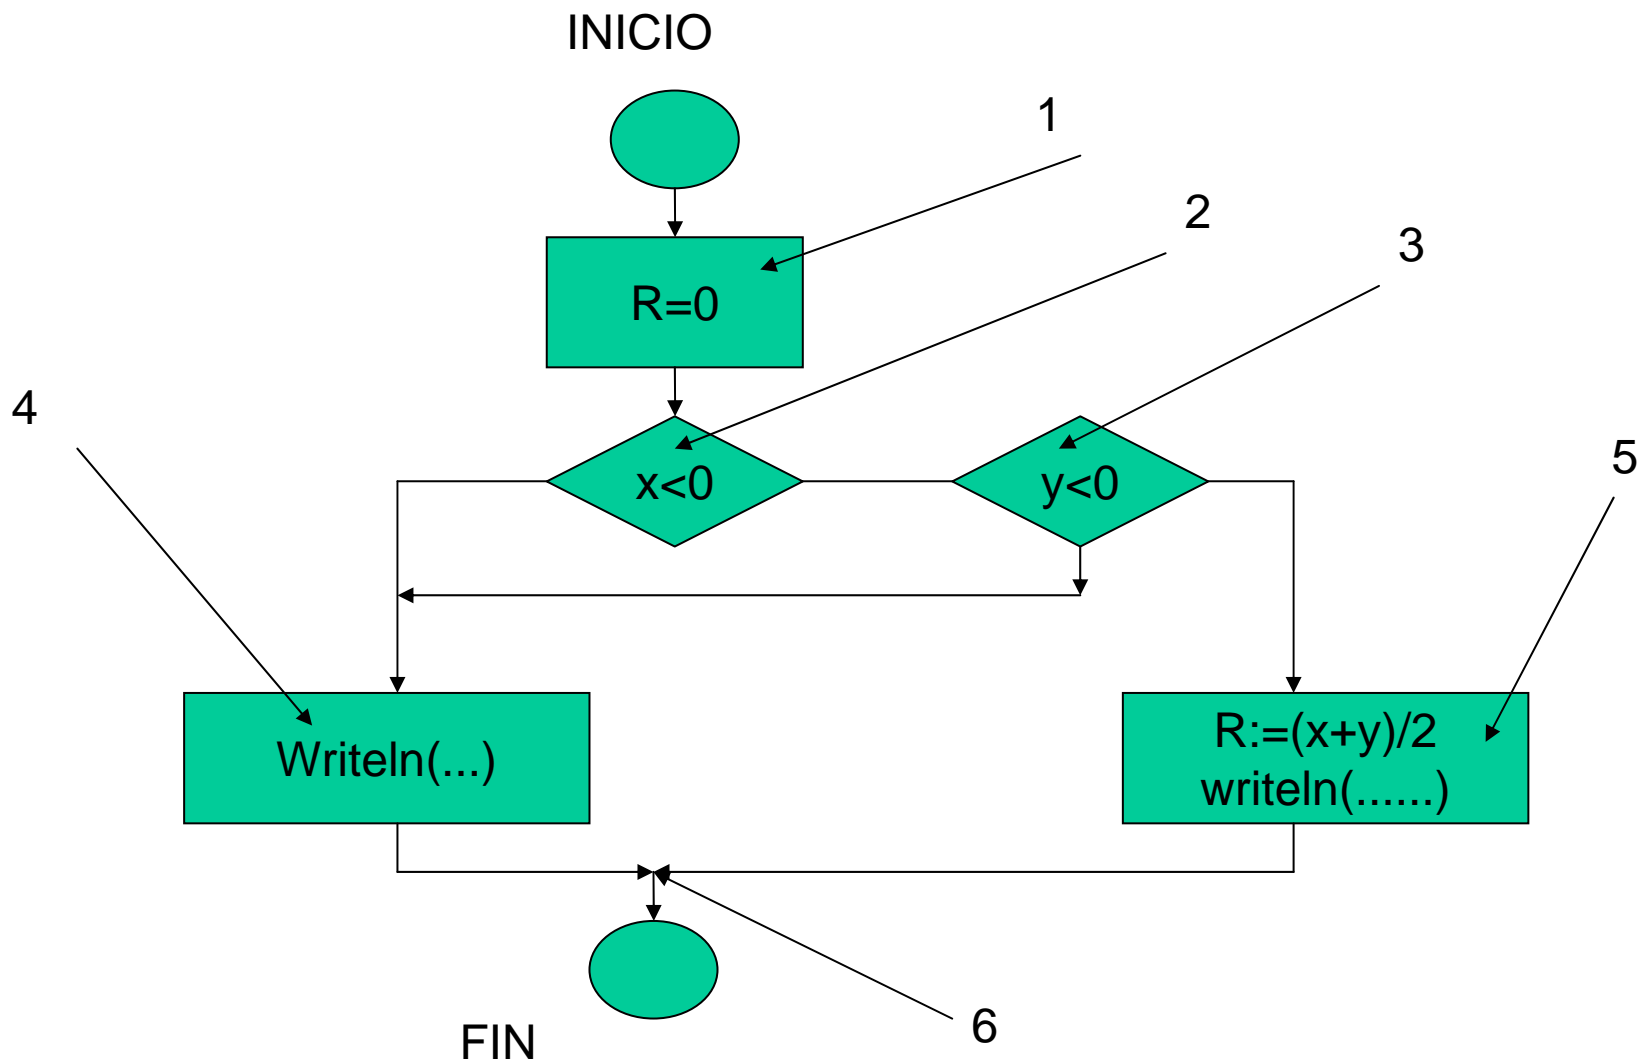 INICIO
1
2
3
R=0
4
x<0
y<0
5
Writeln(...)
R:=(x+y)/2
writeln(......)
6
FIN